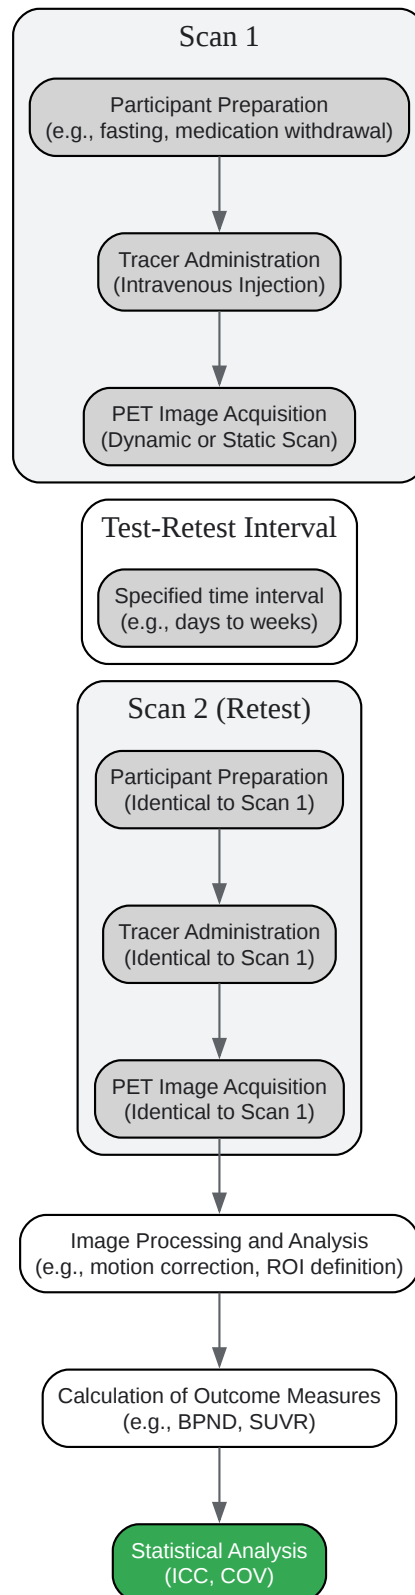 Scan 1
Participant Preparation
(e.g., fasting, medication withdrawal)
Tracer Administration
(Intravenous Injection)
PET Image Acquisition
(Dynamic or Static Scan)
Test-Retest Interval
Specified time interval
(e.g., days to weeks)
Scan 2 (Retest)
Participant Preparation
(Identical to Scan 1)
Tracer Administration
(Identical to Scan 1)
PET Image Acquisition
(Identical to Scan 1)
Image Processing and Analysis
(e.g., motion correction, ROI definition)
Calculation of Outcome Measures
(e.g., BPND, SUVR)
Statistical Analysis
(ICC, COV)